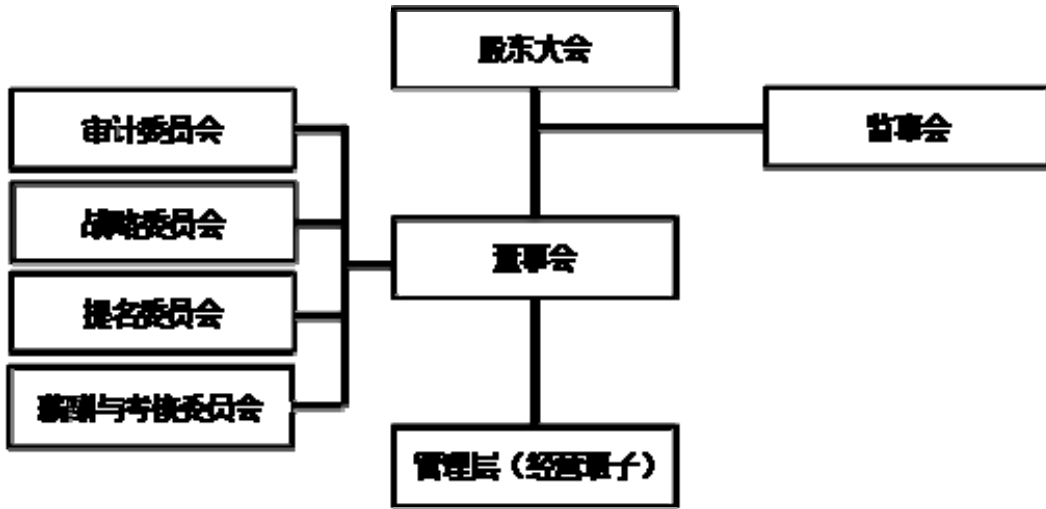 股东大会
审计委员会
监事会
战略委员会
董事会
提名委员会
薪酬与考核委员会
管理层（经营班子）